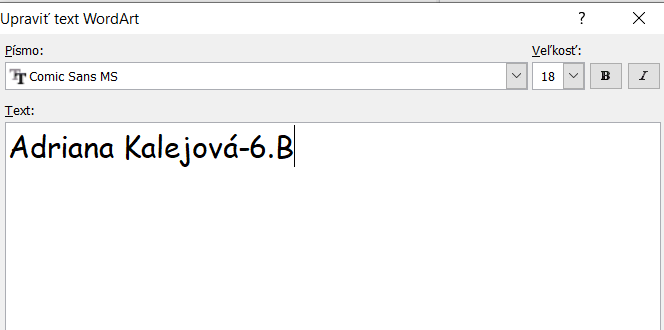 Upraviť text WordArt ?
Písmo: Veľkosť:
Comic Sans MS 18 B I
Text:
Adriana Kalejová-6.B